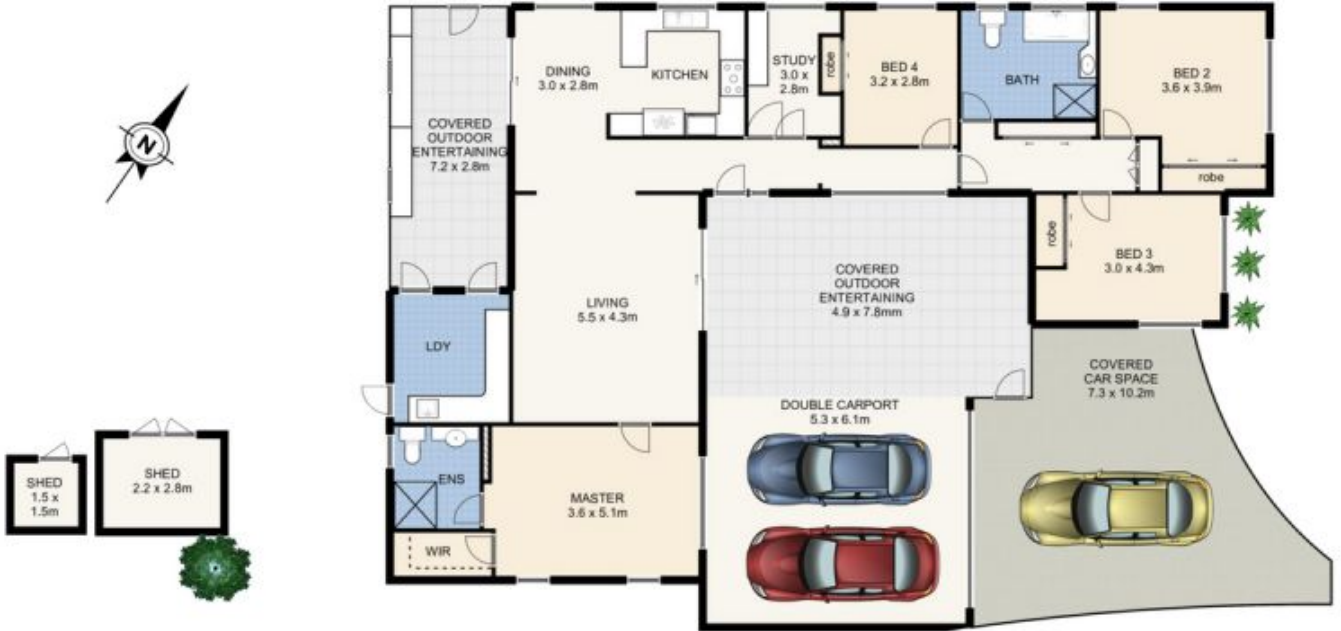 N
COVERED
OUTDOOR
ENTERTAINING
7.2 x 2.8m
DINING
3.0 x 2.8m
KITCHEN
STUDY
3.0 x
2.8m
robe
BED 4
3.2 x 2.8m
BATH
BED 2
3.6 x 3.9m
robe
robe
BED 3
3.0 x 4.3m
LIVING
5.5 x 4.3m
COVERED
OUTDOOR
ENTERTAINING
4.9 x 7.8mm
LDY
COVERED
CAR SPACE
7.3 x 10.2m
DOUBLE CARPORT
5.3 x 6.1m
ENS
MASTER
3.6 x 5.1m
WIR
SHED
1.5 x
1.5m
SHED
2.2 x 2.8m